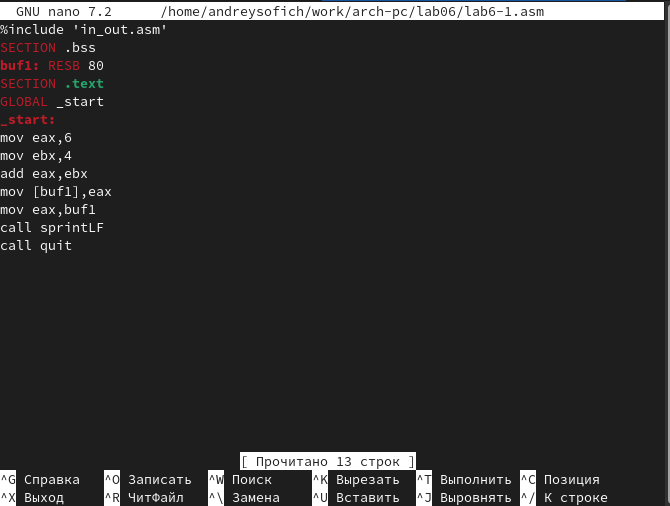 GNU nano 7.2 /home/andreysofich/work/arch-pc/lab06/lab6-1.asm
%include 'in_out.asm'
SECTION .bss
buf1: RESB 80
SECTION .text
GLOBAL _start
_start:
mov eax,6
mov ebx,4
add eax,ebx
mov [buf1],eax
mov eax,buf1
call sprintLF
call quit
[ Прочитано 13 строк ]
^G Справка ^O Записать ^W Поиск ^K Вырезать ^T Выполнить ^C Позиция
^X Выход ^R ЧитФайл ^\ Замена ^U Вставить ^J Выровнять ^/ К строке